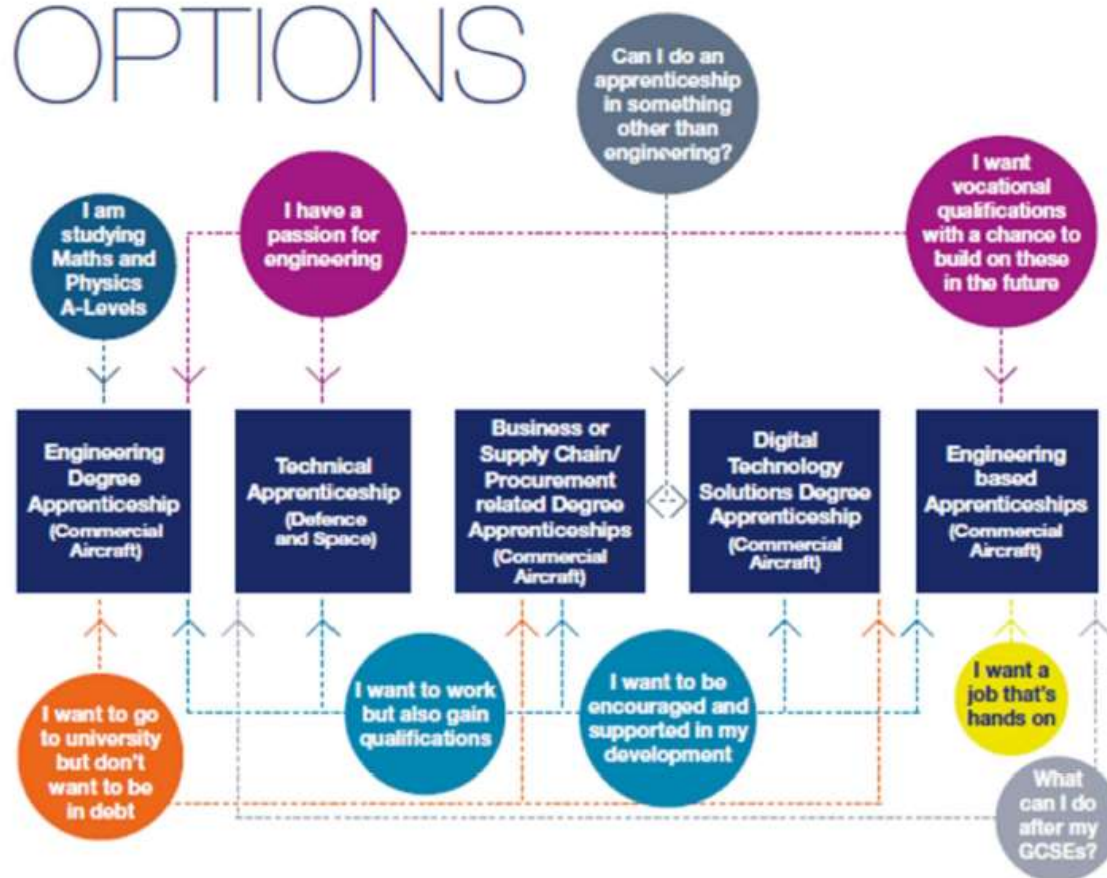 OPTIONS
Can I do an
apprenticeship
in something
other than
engineering?
I am
studying
Maths and
Physics
A-Levels
I have a
passion for
engineering
I want
vocational
qualifications
with a chance to
build on these
in the future
Engineering
Degree
Apprenticeship
(Commercial
Aircraft)
Technical
Apprenticeship
(Defence
and Space)
Business or
Supply Chain/
Procurement
related Degree
Apprenticeships
(Commercial
Aircraft)
Digital
Technology
Solutions Degree
Apprenticeship
(Commercial
Aircraft)
Engineering
based
Apprenticeships
(Commercial
Aircraft)
I want to go
to university
but don't
want to be
in debt
I want to work
but also gain
qualifications
I want to be
encouraged and
supported in my
development
I want a
job that's
hands on
What
can I do
after my
GCSEs?